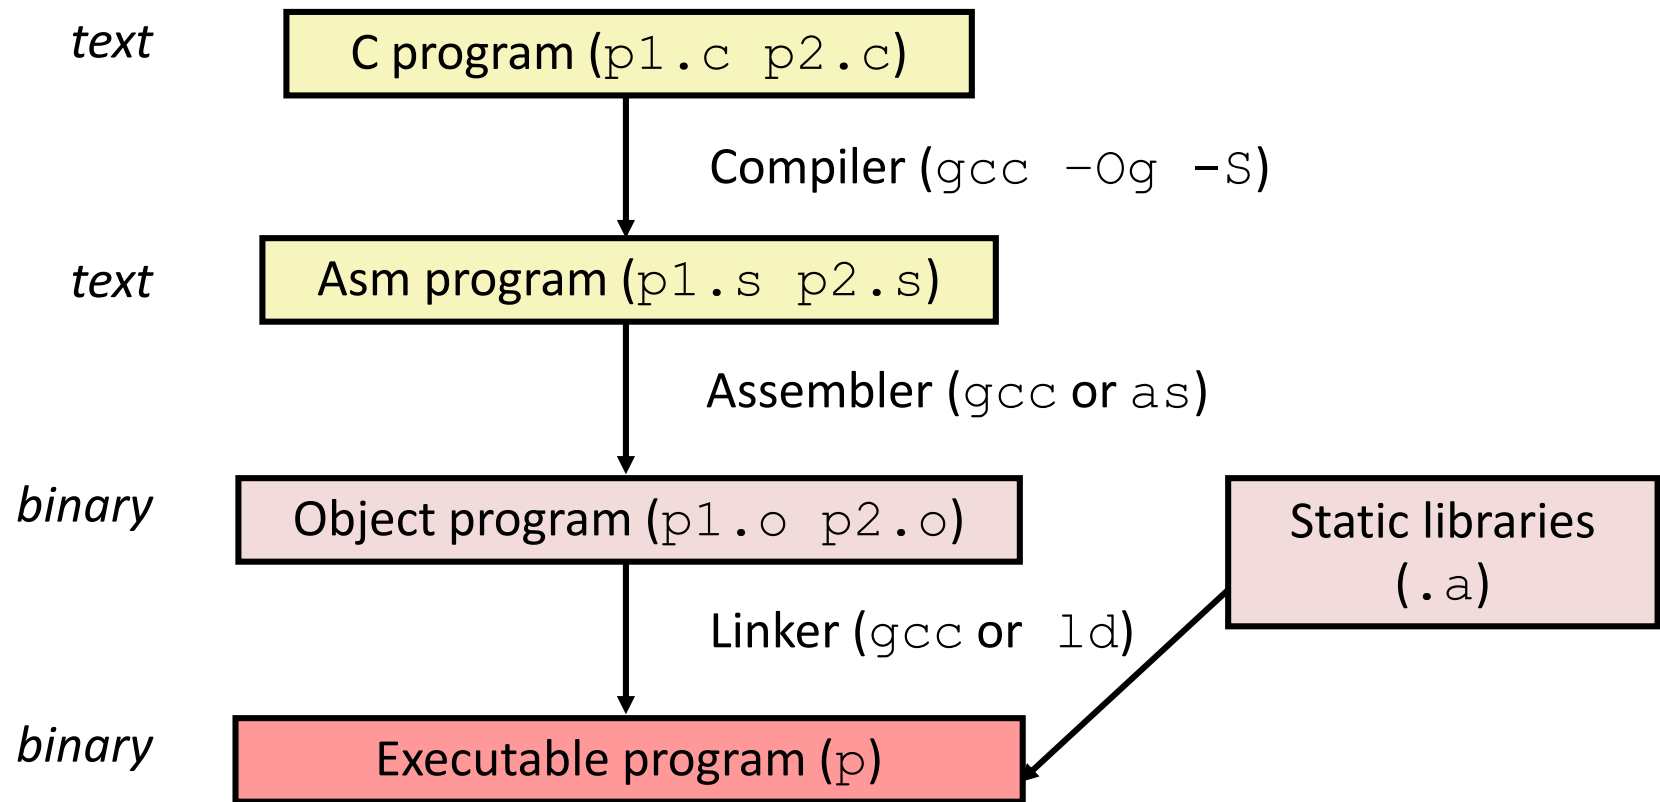 text
C program (p1.c p2.c)
Compiler (gcc –Og -S)
text
Asm program (p1.s p2.s)
Assembler (gcc or as)
binary
Object program (p1.o p2.o)
Static libraries
(.a)
Linker (gcc or ld)
binary
Executable program (p)